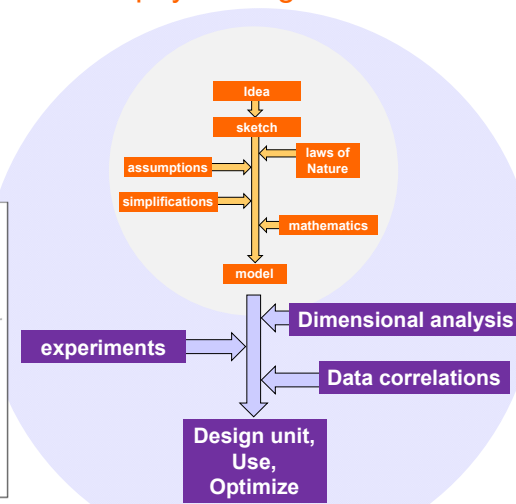 Idea
sketch
laws of
Nature
assumptions
simplifications
mathematics
model
Dimensional analysis
experiments
Data correlations
Design unit,
Use,
Optimize